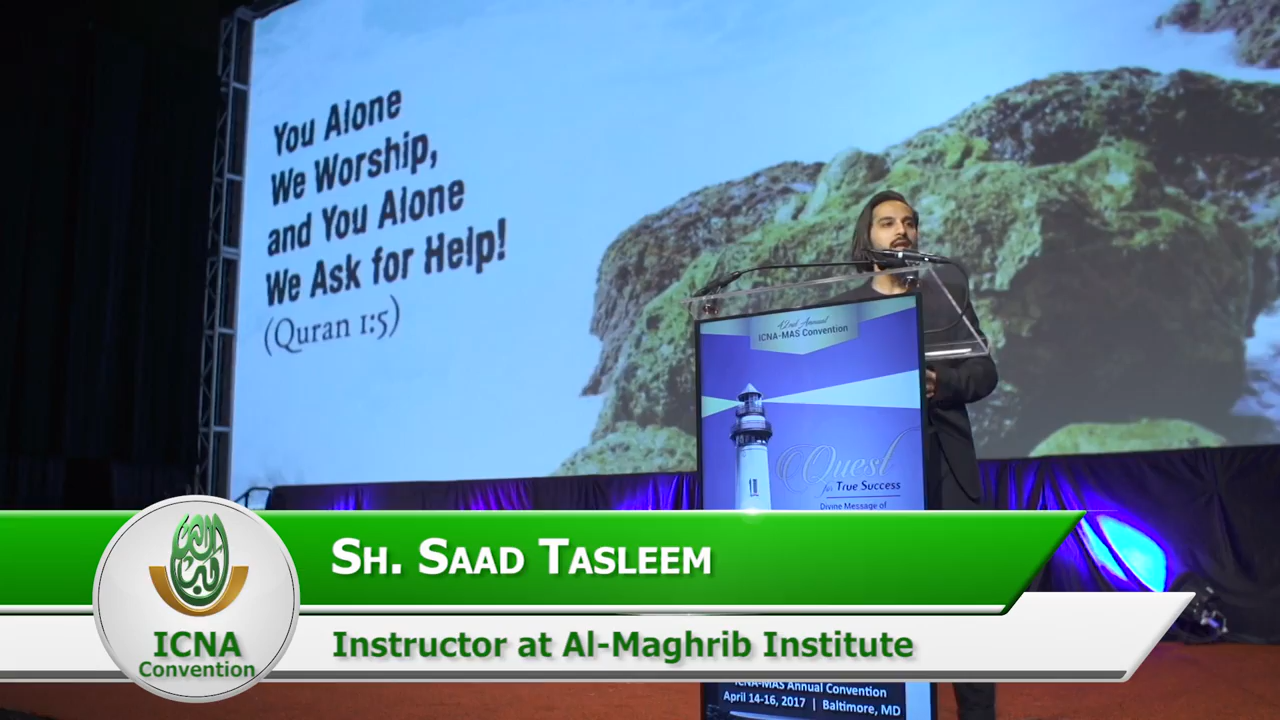 You Alone
We Worship,
and You Alone
We Ask for Help!
(Quran 1:5)
42nd Annual
ICNA-MAS Convention
Quest
for True Success
Divine Message of
SH. SAAD TASLEEM
Instructor at Al-Maghrib Institute
ICNA
Convention
ICNA-MAS Annual Convention
April 14-16, 2017 | Baltimore, MD